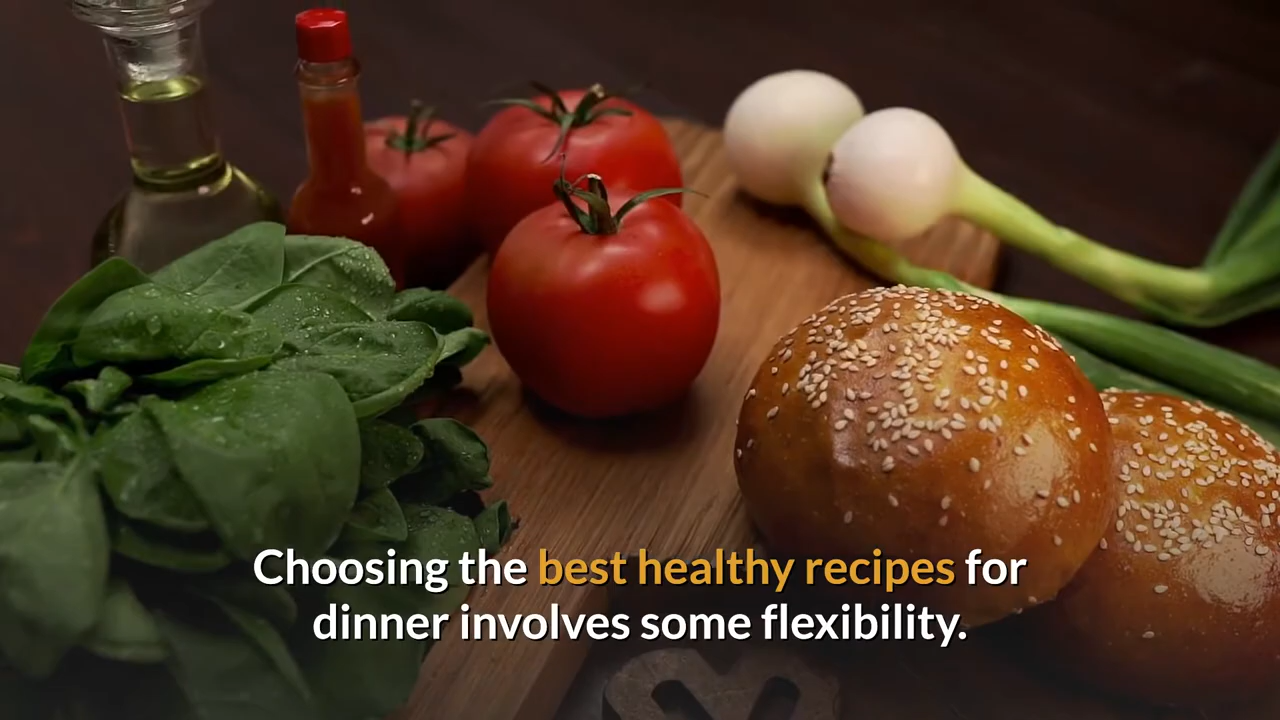 Choosing the best healthy recipes for
dinner involves some flexibility.